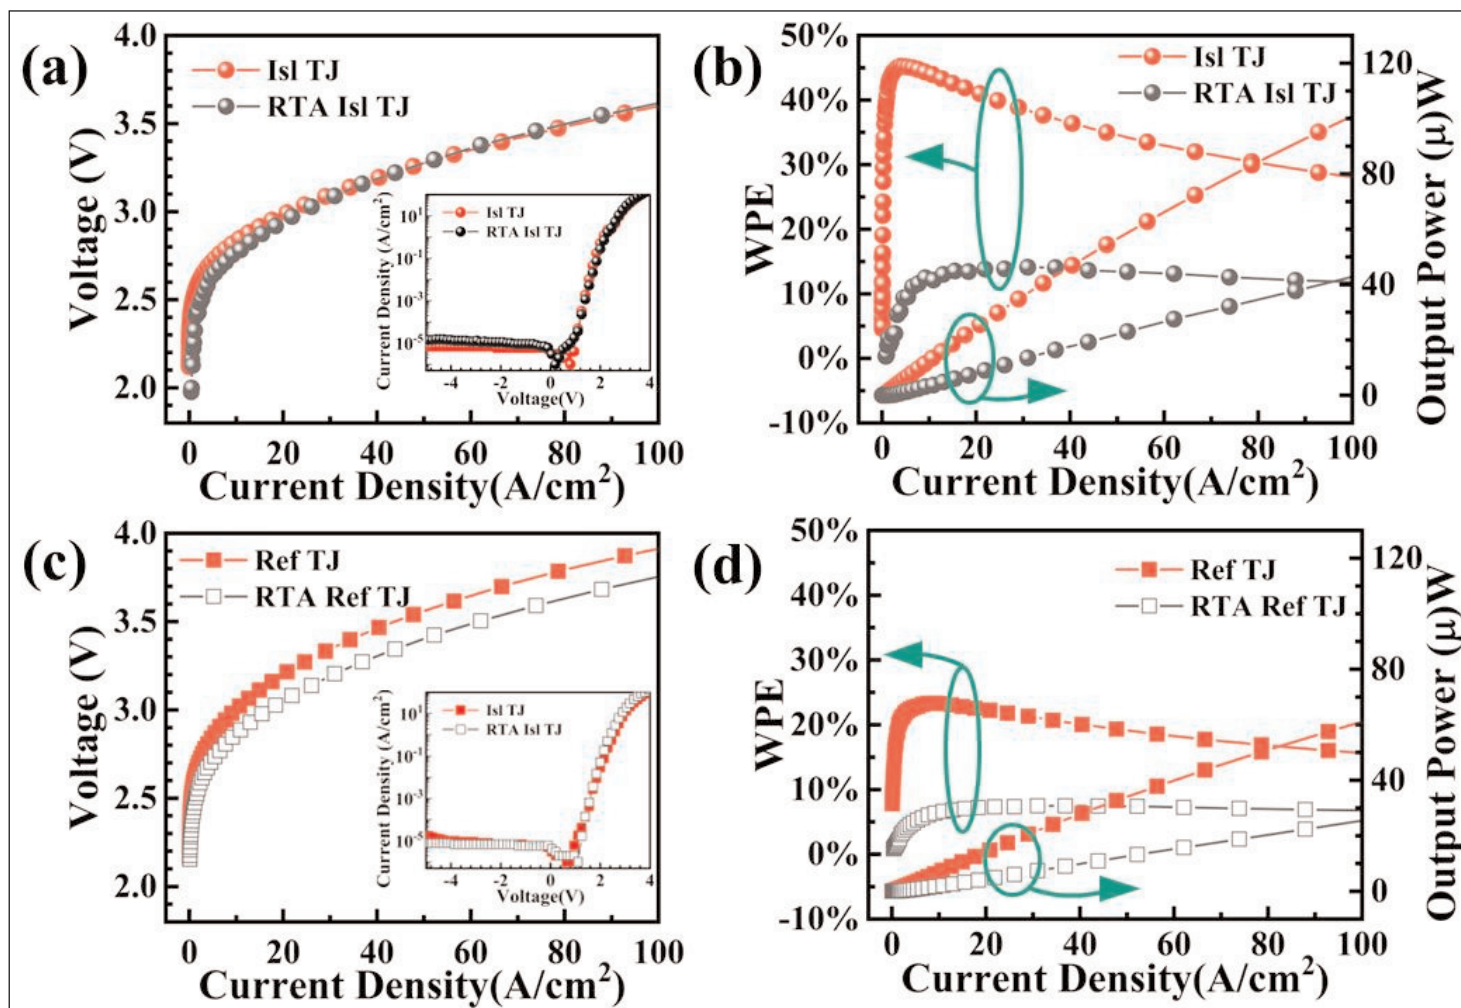 (a)
Voltage (V)
4.0
3.5
3.0
2.5
2.0
Isl TJ
RTA Isl TJ
Current Density (A/cm²)
10¹
10⁻¹
10⁻³
10⁻⁵
Isl TJ
RTA Isl TJ
-4 -2 0 2 4
Voltage(V)
0 20 40 60 80 100
Current Density(A/cm²)
(b)
WPE
50%
40%
30%
20%
10%
0%
-10%
Isl TJ
RTA Isl TJ
120
80
40
0
Output Power (μ)W
0 20 40 60 80 100
Current Density(A/cm²)
(c)
Voltage (V)
4.0
3.5
3.0
2.5
2.0
Ref TJ
RTA Ref TJ
Current Density (A/cm²)
10¹
10⁻¹
10⁻³
10⁻⁵
Isl TJ
RTA Isl TJ
-4 -2 0 2 4
Voltage(V)
0 20 40 60 80 100
Current Density(A/cm²)
(d)
WPE
50%
40%
30%
20%
10%
0%
-10%
Ref TJ
RTA Ref TJ
120
80
40
0
Output Power (μ)W
0 20 40 60 80 100
Current Density(A/cm²)